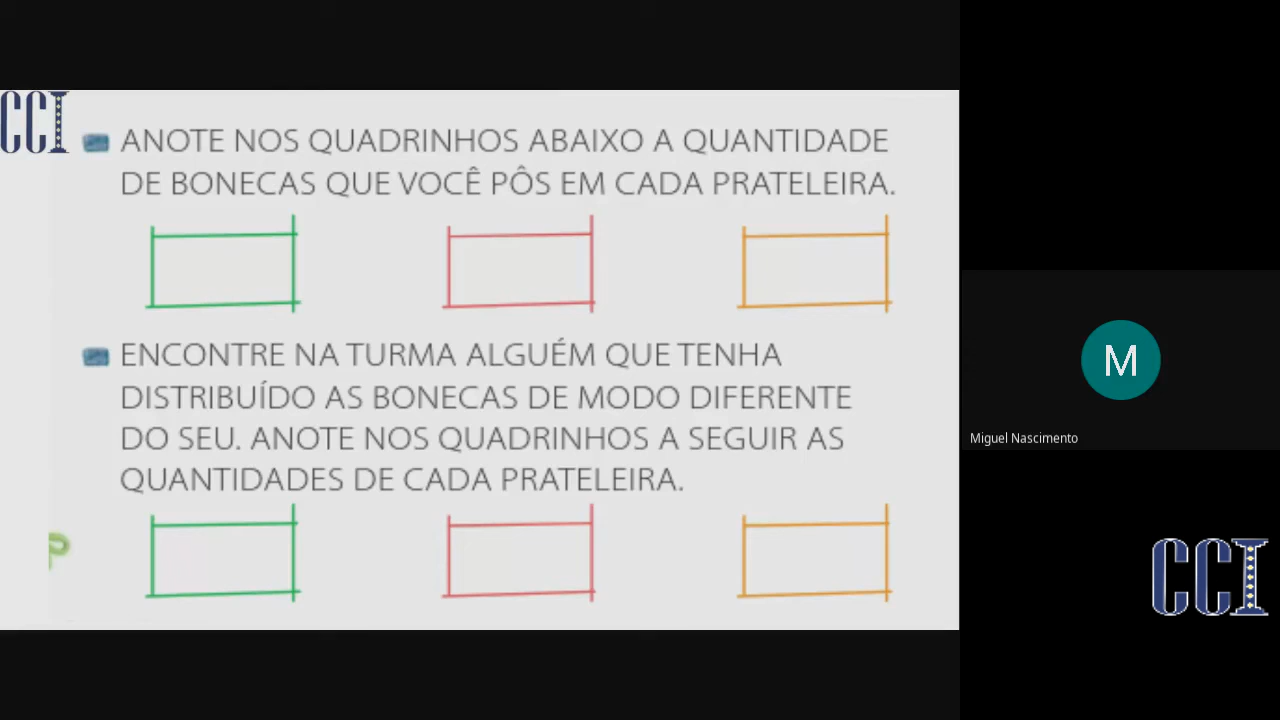 CCI
ANOTE NOS QUADRINHOS ABAIXO A QUANTIDADE
DE BONECAS QUE VOCÊ PÔS EM CADA PRATELEIRA.
ENCONTRE NA TURMA ALGUÉM QUE TENHA
DISTRIBUÍDO AS BONECAS DE MODO DIFERENTE
DO SEU. ANOTE NOS QUADRINHOS A SEGUIR AS
QUANTIDADES DE CADA PRATELEIRA.
M
Miguel Nascimento
CCI